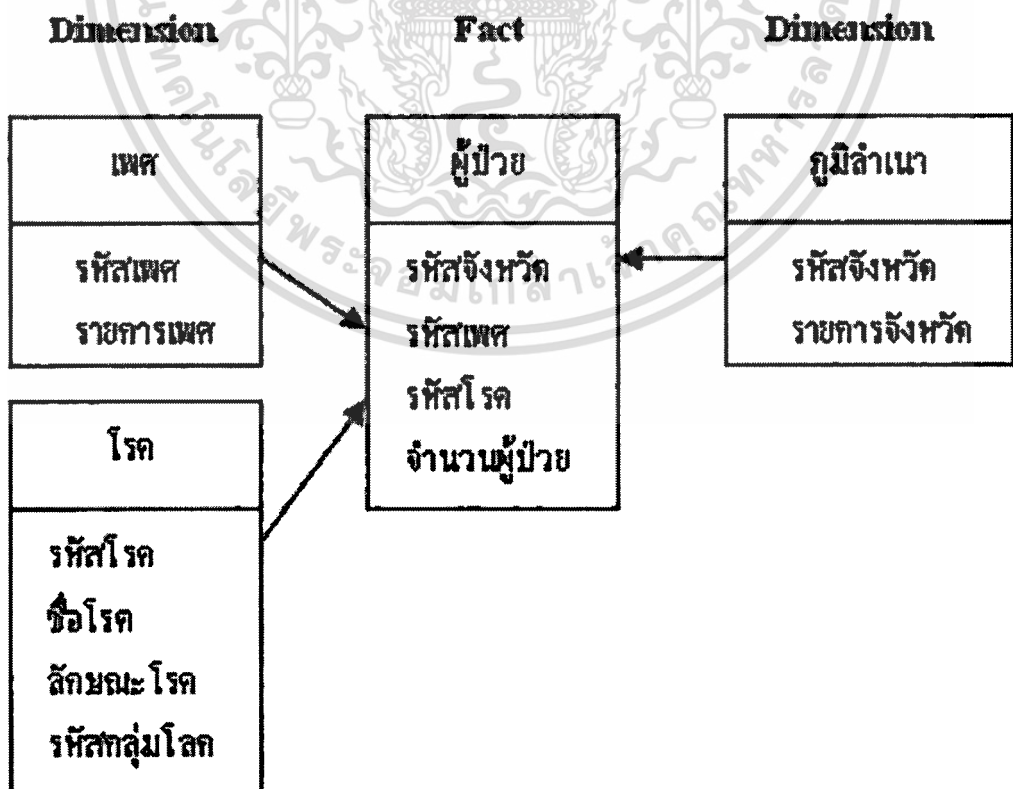 Dimension Fact Dimension
เพศ
รหัสเพศ
รายการเพศ
ผู้ป่วย
รหัสจังหวัด
รหัสเพศ
รหัสโรค
จำนวนผู้ป่วย
ภูมิลำเนา
รหัสจังหวัด
รายการจังหวัด
โรค
รหัสโรค
ชื่อโรค
ลักษณะโรค
รหัสกลุ่มโลค